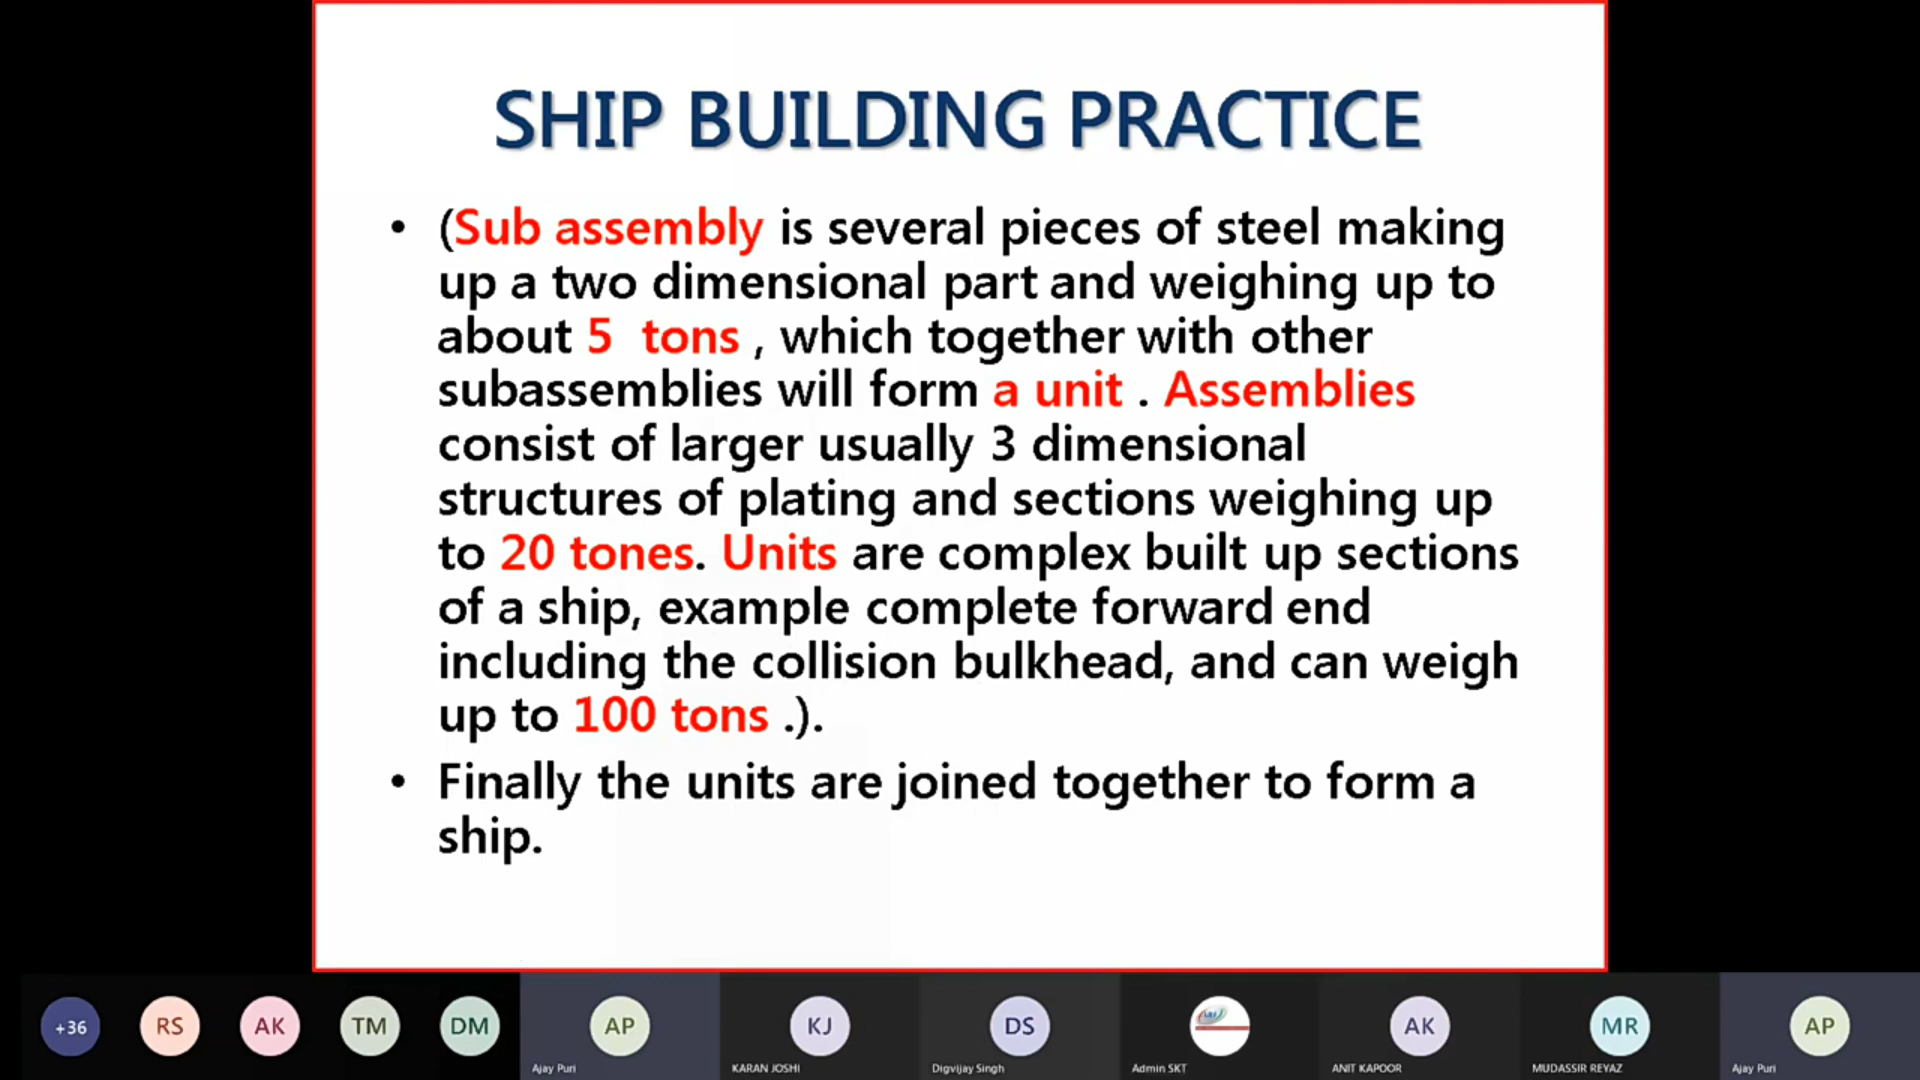 SHIP BUILDING PRACTICE
• (Sub assembly is several pieces of steel making
up a two dimensional part and weighing up to
about 5 tons , which together with other
subassemblies will form a unit . Assemblies
consist of larger usually 3 dimensional
structures of plating and sections weighing up
to 20 tones. Units are complex built up sections
of a ship, example complete forward end
including the collision bulkhead, and can weigh
up to 100 tons .).
• Finally the units are joined together to form a
ship.
+36
RS
AK
TM
DM
AP
KJ
DS
AK
MR
AP
Ajay Puri
KARAN JOSHI
Digvijay Singh
Admin SKT
ANIT KAPOOR
MUDASSIR REYAZ
Ajay Puri